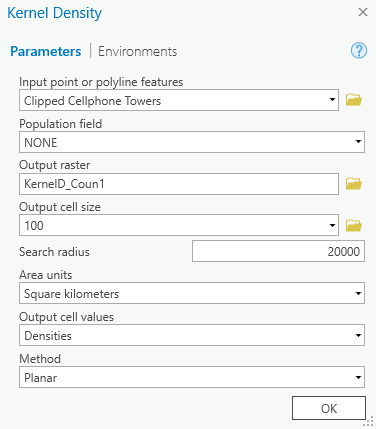 Kernel Density
Parameters | Environments
Input point or polyline features
Clipped Cellphone Towers
Population field
NONE
Output raster
KernelD_Coun1
Output cell size
100
Search radius 20000
Area units
Square kilometers
Output cell values
Densities
Method
Planar
OK